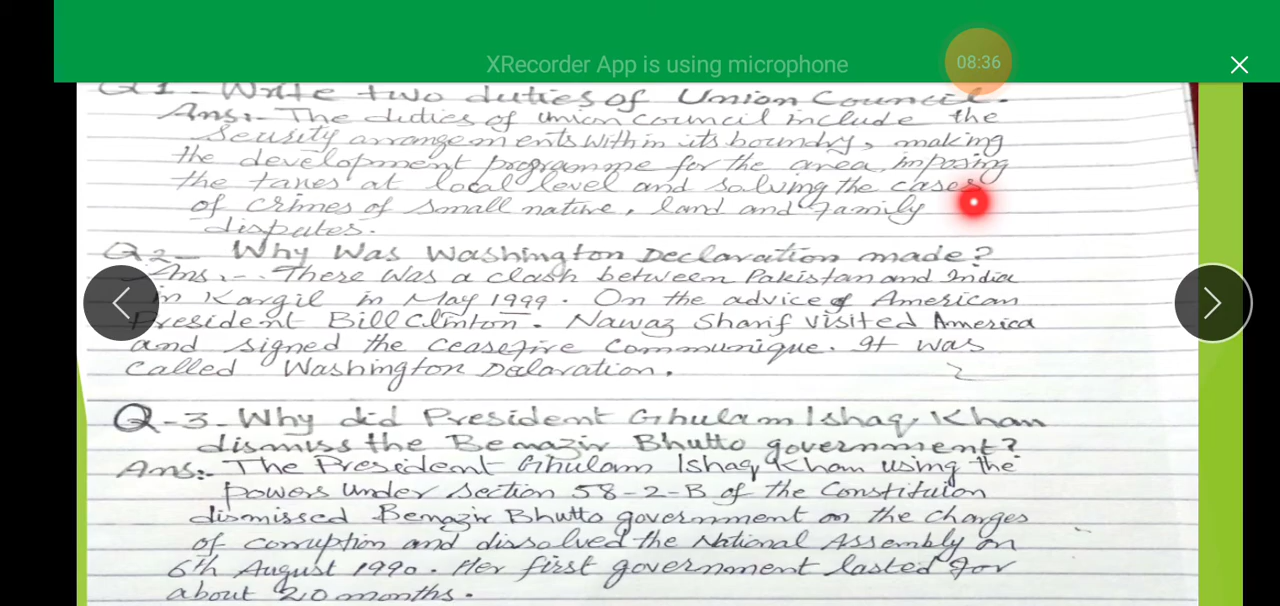 XRecorder App is using microphone
08:36
Q1 - Write two duties of Union Council.
Ans:- The duties of union council include the
Seurity arrangements within its boundry, making
the development programme for the area, imposing
the taxes at local level and solving the cases
of crimes of small native, land and family
disputes.
Q2 - Why Was Washington Declaration made?
Ans:- There was a clash between Pakistan and India
in Kargil in May 1999. On the advice of American
President Bill Clinton. Nawaz Sharif visited America
and signed the ceasefire Communique. It was
Called Washington Dalaration.
Q-3- Why did President Ghulam Ishaq Khan
dismiss the Benazir Bhutto government?
Ans:- The President Ghulam Ishaq Kham using the
powers Under Section 58-2-B of the Constituion
dismissed Benazir Bhutto government on the charges
of corruption and dissolved the National Assembly on
6th August 1990. Her first government lasted for
about 20 months.